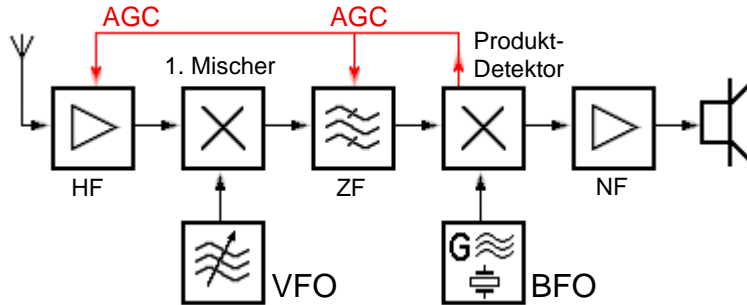 AGC
AGC
Produkt-
Detektor
1. Mischer
HF
ZF
NF
VFO
G
BFO